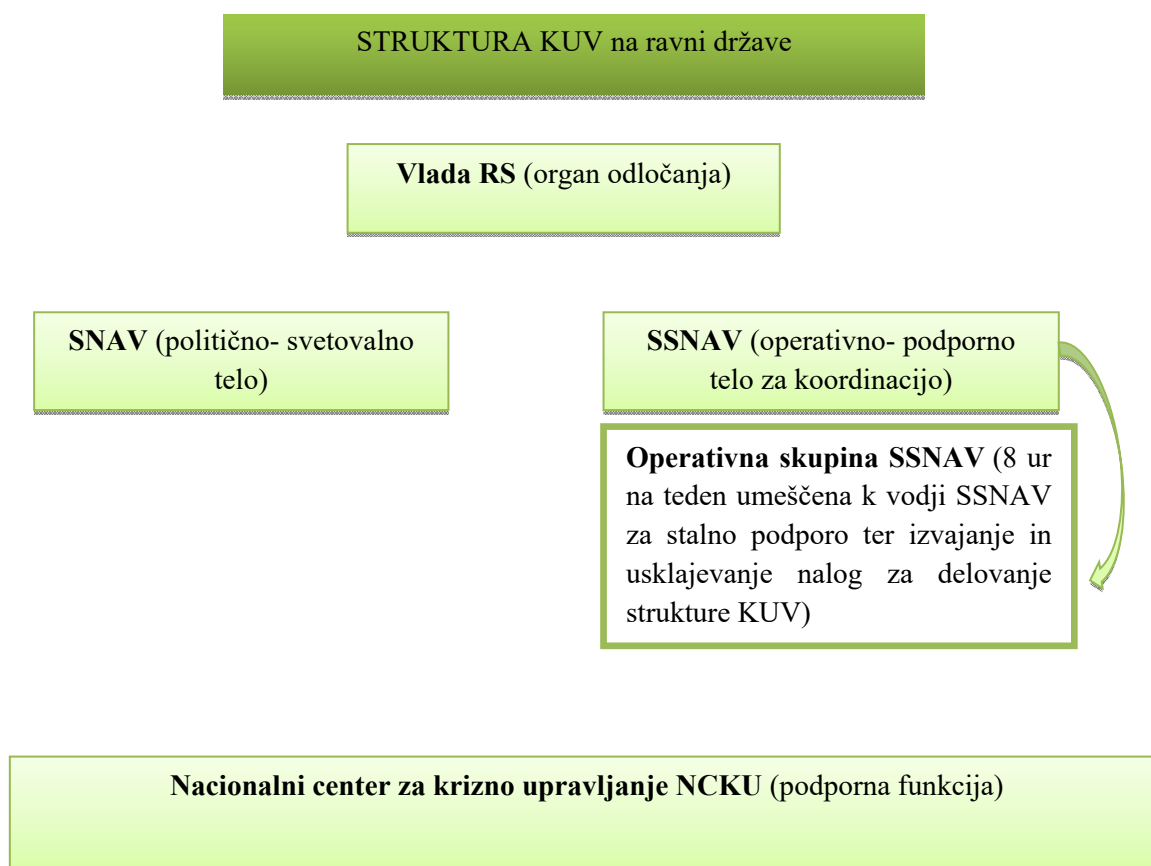 STRUKTURA KUV na ravni države
Vlada RS (organ odločanja)
SNAV (politično- svetovalno
telo)
SSNAV (operativno- podporno
telo za koordinacijo)
Operativna skupina SSNAV (8 ur
na teden umeščena k vodji SSNAV
za stalno podporo ter izvajanje in
usklajevanje nalog za delovanje
strukture KUV)
Nacionalni center za krizno upravljanje NCKU (podporna funkcija)